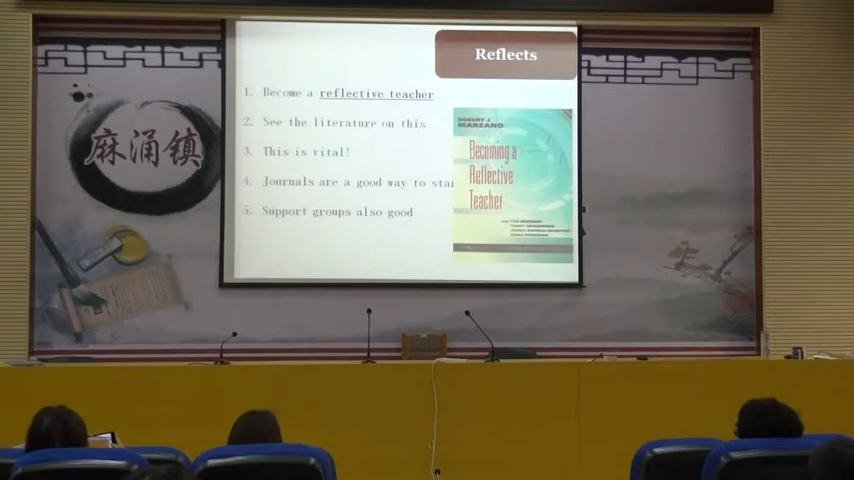 Reflects
1. Become a reflective teacher
2. See the literature on this
3. This is vital!
4. Journals are a good way to star
5. Support groups also good
ROBERT J.
MARZANO
Becoming a
Reflective
Teacher
麻涌镇